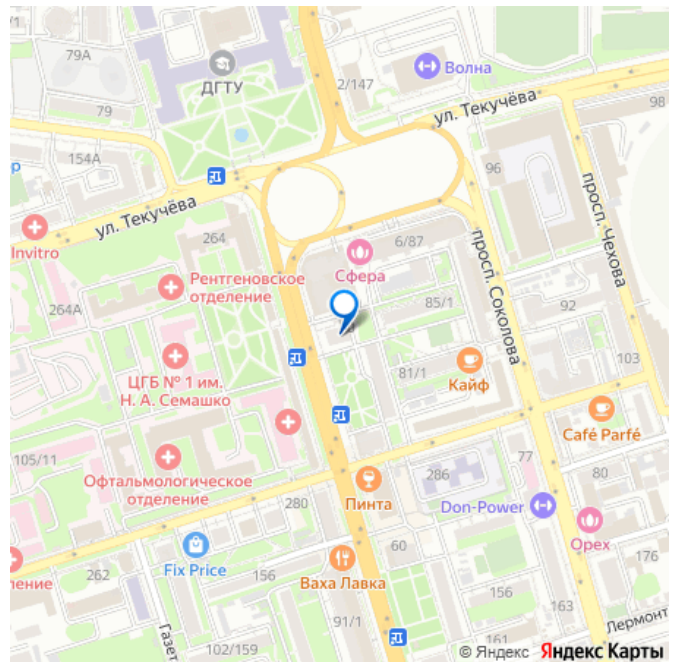 /1
79А
ДГТУ
2/147
Волна
79
ул. Текучёва
98
154А
р
96
просп. Чехова
ул. Текучёва
Invitro
264
6/87
просп. Соколова
Сфера
Рентгеновское
отделение
264А
85/1
92
ЦГБ № 1 им.
Н. А. Семашко
81/1
Кайф
103
Café Parfé
105/11
Офтальмологическое
отделение
286
77
80
280
Пинта
Don-Power
Орех
60
ление
262
Fix Price
156
Ваха Лавка
176
156
163
Газет
91/1
Лермонт
102/159
161
© Яндекс Яндекс Карты